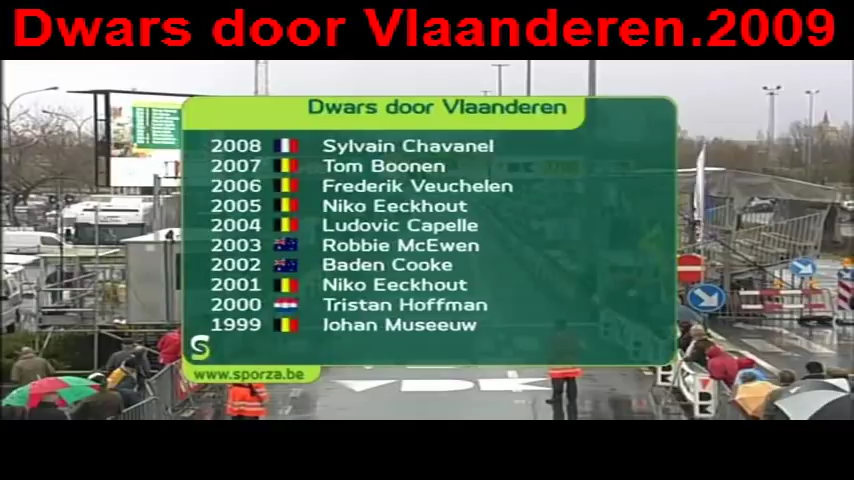 Dwars door Vlaanderen.2009
Dwars door Vlaanderen
2008 Sylvain Chavanel
2007 Tom Boonen
2006 Frederik Veuchelen
2005 Niko Eeckhout
2004 Ludovic Capelle
2003 Robbie McEwen
2002 Baden Cooke
2001 Niko Eeckhout
2000 Tristan Hoffman
1999 Johan Museeuw
S
www.sporza.be
VDK